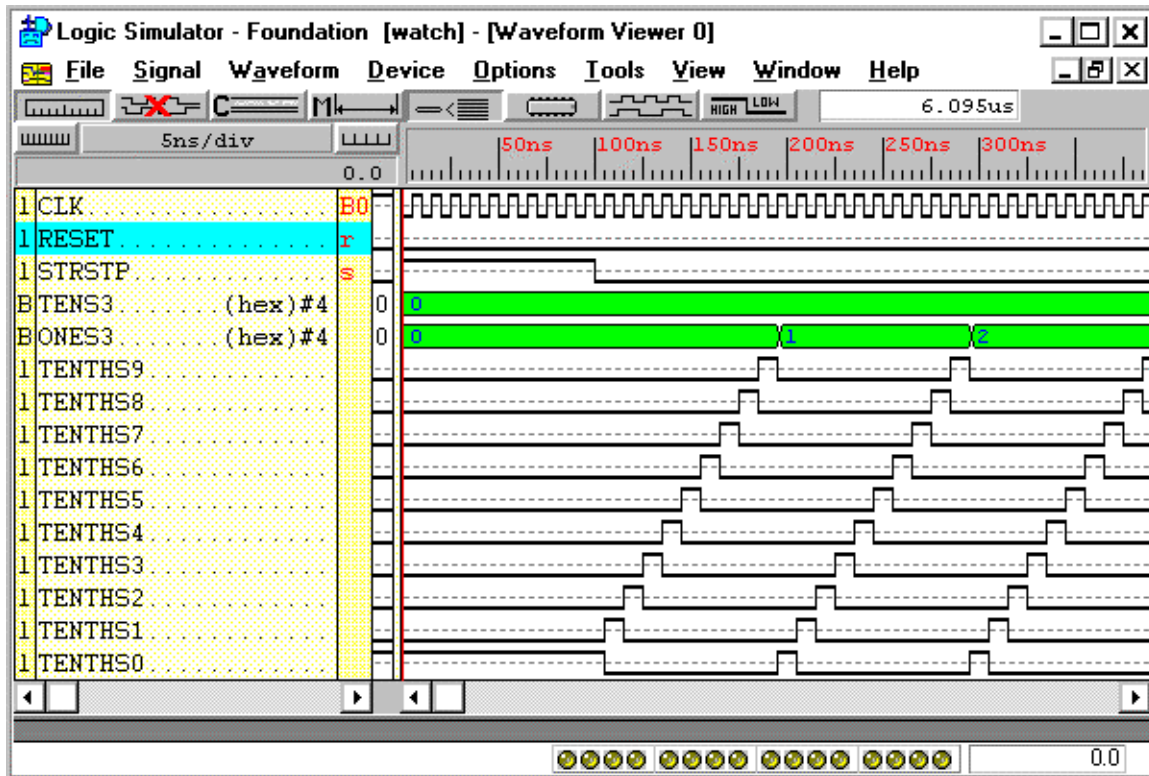 Logic Simulator - Foundation [watch] - [Waveform Viewer 0]
File Signal Waveform Device Options Tools View Window Help
C M HIGH LOW 6.095us
5ns/div 50ns 100ns 150ns 200ns 250ns 300ns
0.0
1 CLK................. B0
1 RESET............... r
1 STRSTP.............. s
B TENS3.......(hex)#4 0 0
B ONES3.......(hex)#4 0 0 1 2
1 TENTHS9.............
1 TENTHS8.............
1 TENTHS7.............
1 TENTHS6.............
1 TENTHS5.............
1 TENTHS4.............
1 TENTHS3.............
1 TENTHS2.............
1 TENTHS1.............
1 TENTHS0.............
0.0